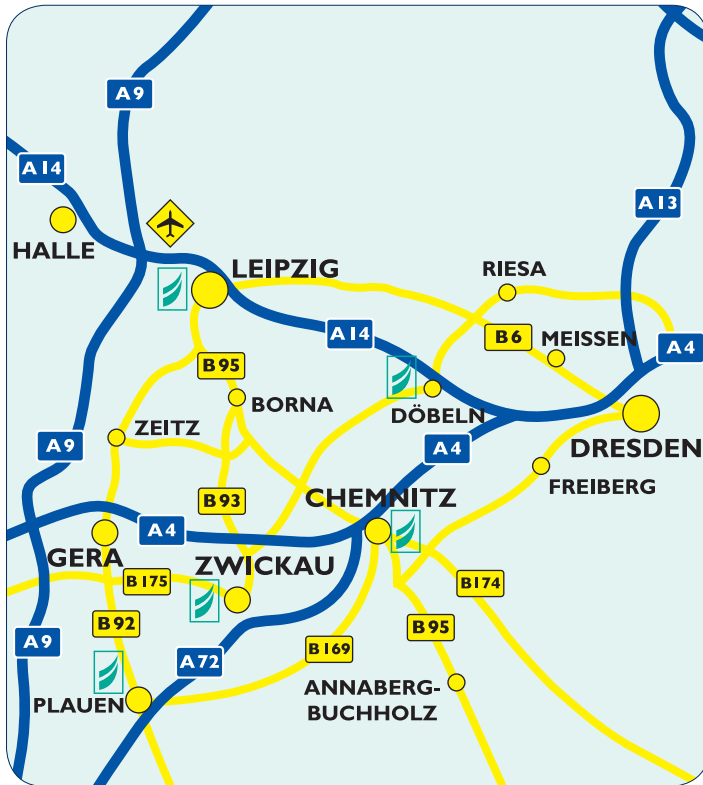 A9
A14
A13
HALLE
LEIPZIG
RIESA
A14
B6
MEISSEN
A4
B95
BORNA
DÖBELN
ZEITZ
DRESDEN
A9
A4
FREIBERG
CHEMNITZ
B93
A4
GERA
ZWICKAU
B175
B174
B92
B95
A9
B169
A72
ANNABERG-
BUCHHOLZ
PLAUEN